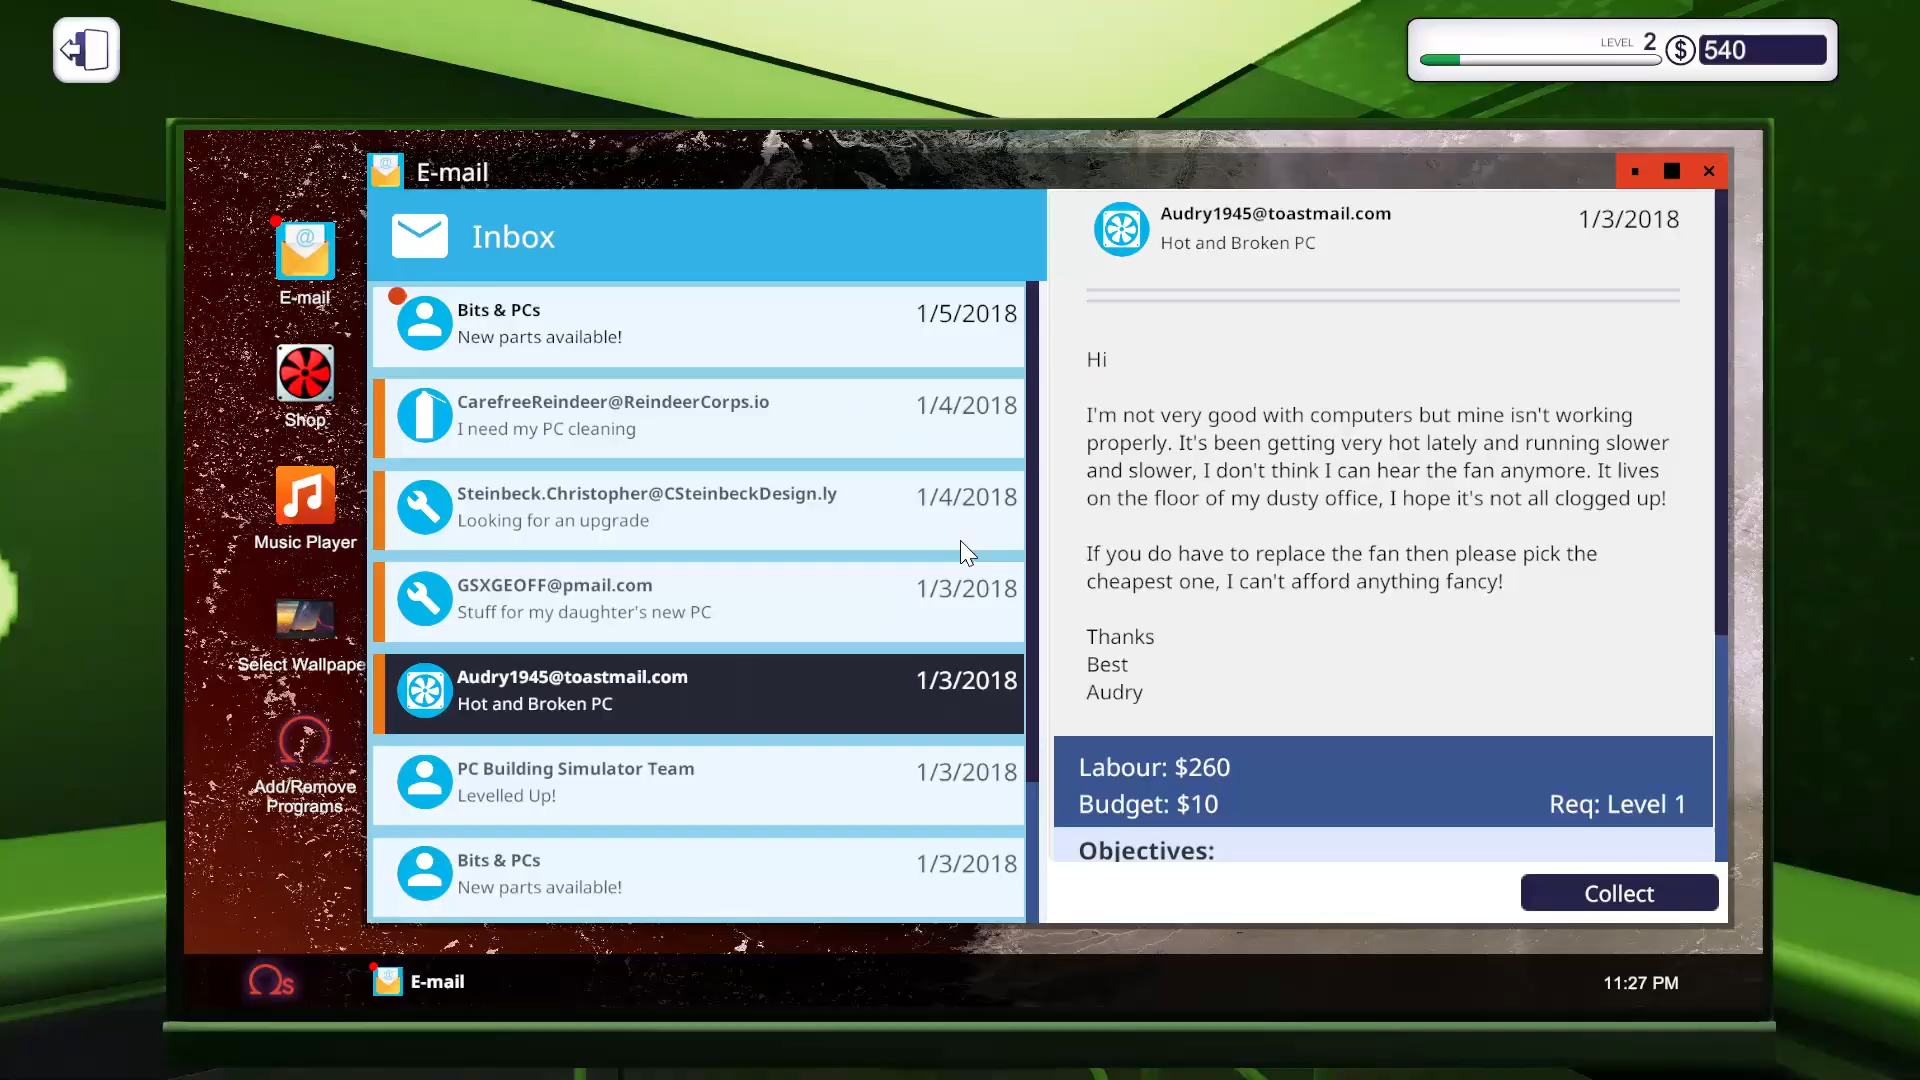 LEVEL 2
$ 540
E-mail
Inbox
Bits & PCs
1/5/2018
New parts available!
CarefreeReindeer@ReindeerCorps.io
1/4/2018
I need my PC cleaning
Steinbeck.Christopher@CSteinbeckDesign.ly
1/4/2018
Looking for an upgrade
GSXGEOFF@pmail.com
1/3/2018
Stuff for my daughter's new PC
Audry1945@toastmail.com
1/3/2018
Hot and Broken PC
PC Building Simulator Team
1/3/2018
Levelled Up!
Bits & PCs
1/3/2018
New parts available!
Audry1945@toastmail.com
1/3/2018
Hot and Broken PC
Hi
I'm not very good with computers but mine isn't working
properly. It's been getting very hot lately and running slower
and slower, I don't think I can hear the fan anymore. It lives
on the floor of my dusty office, I hope it's not all clogged up!
If you do have to replace the fan then please pick the
cheapest one, I can't afford anything fancy!
Thanks
Best
Audry
Labour: $260
Budget: $10
Req: Level 1
Objectives:
Collect
E-mail
Shop
Music Player
Select Wallpape
Add/Remove
Programs
Ωs
E-mail
11:27 PM